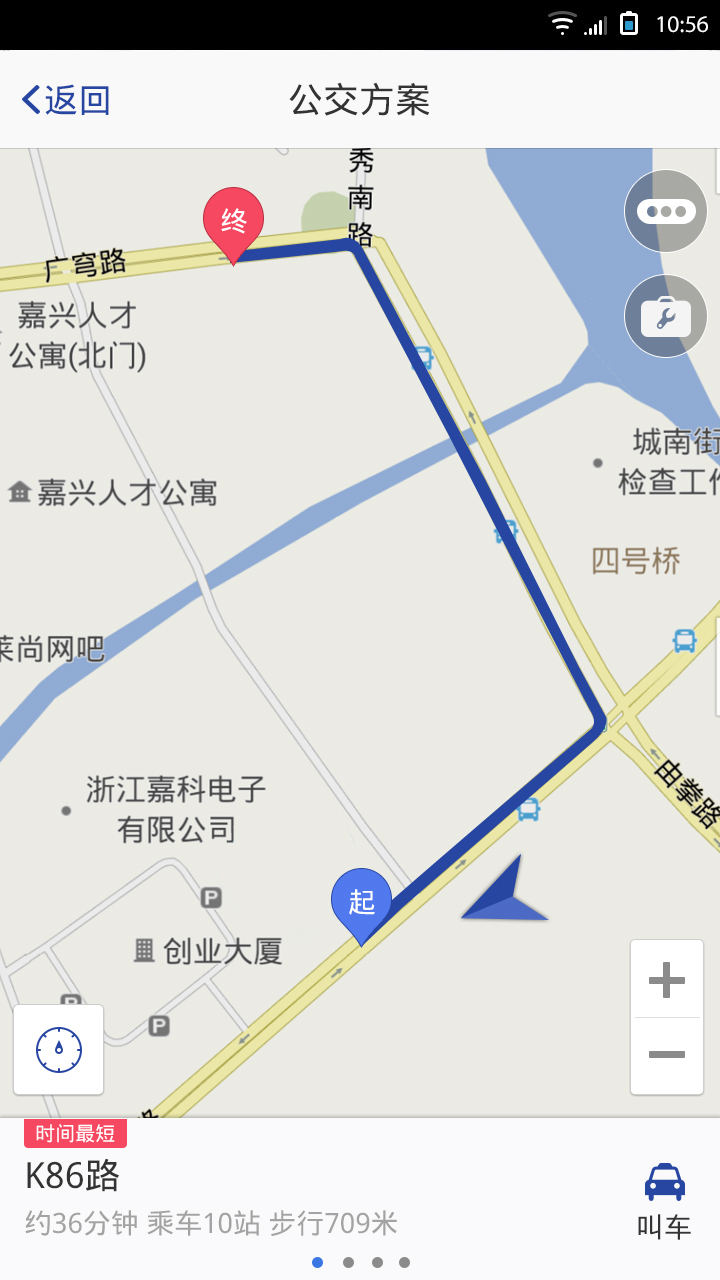 10:56
返回
公交方案
秀南路
终
广穹路
嘉兴人才
公寓(北门)
城南街
检查工作
嘉兴人才公寓
四号桥
莱尚网吧
浙江嘉科电子
有限公司
由拳路
起
P
创业大厦
P
P
路
时间最短
K86路
约36分钟 乘车10站 步行709米
叫车